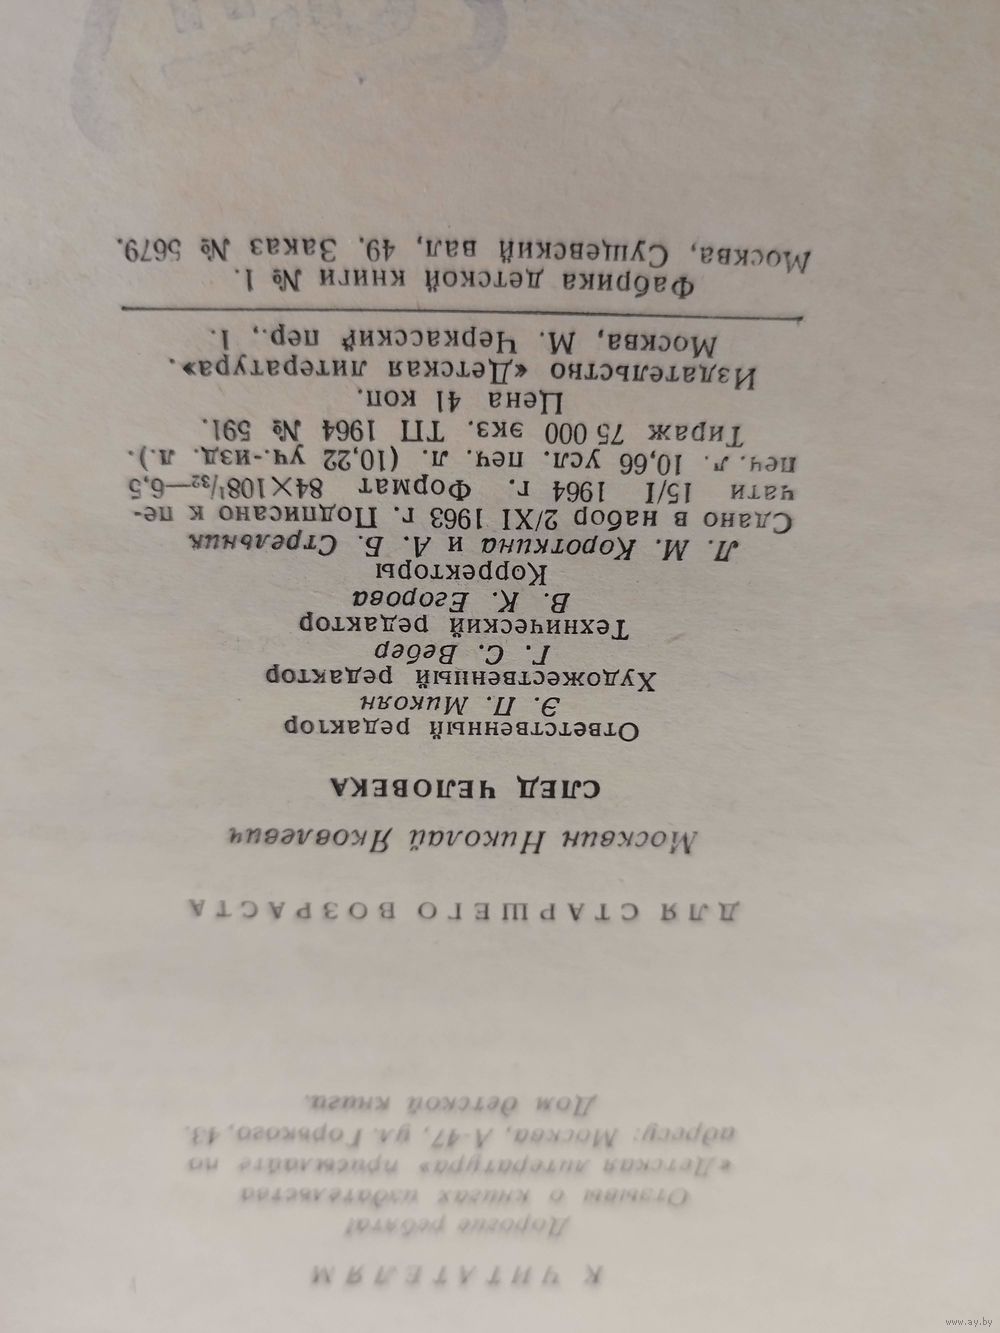 К ЧИТАТЕЛЯМ
Дорогие ребята!
Отзывы о книгах издательства
«Детская литература» присылайте по
адресу: Москва, А-47, ул. Горького, 43.
Дом детской книги.
ДЛЯ СТАРШЕГО ВОЗРАСТА
Москвин Николай Яковлевич
СЛЕД ЧЕЛОВЕКА
Ответственный редактор
Э. П. Микоян
Художественный редактор
Г. С. Вебер
Технический редактор
В. К. Егорова
Корректоры
Л. М. Короткина и А. Б. Стрельник
Сдано в набор 2/XI 1963 г. Подписано к пе-
чати 15/I 1964 г. Формат 84×108¹/₃₂—6,5
печ. л. 10,66 усл. печ. л. (10,22 уч.-изд. л.).
Тираж 75 000 экз. ТП 1964 № 591.
Цена 41 коп.
Издательство «Детская литература».
Москва, М. Черкасский пер., 1.
Фабрика детской книги № 1.
Москва, Сущевский вал, 49. Заказ № 5679.
www.ay.by